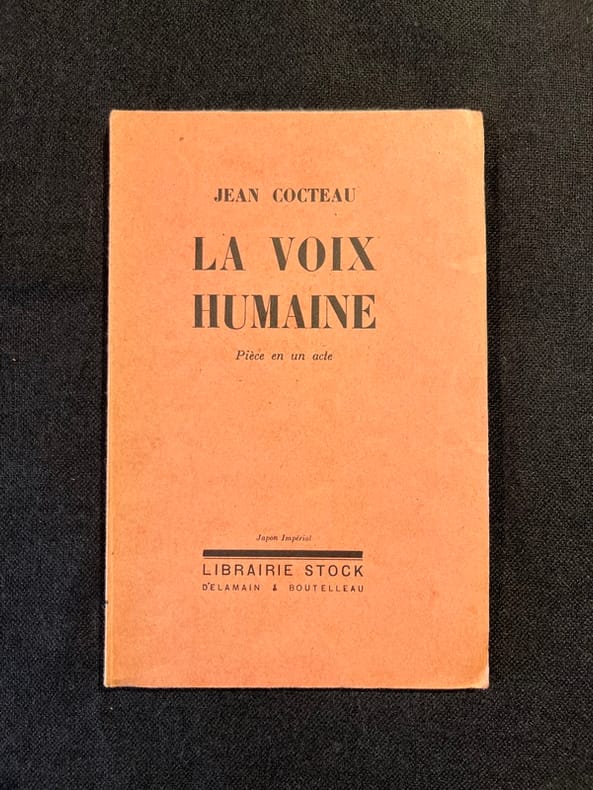 JEAN COCTEAU
LA VOIX
HUMAINE
Pièce en un acte
Japon Impérial
LIBRAIRIE STOCK
DELAMAIN & BOUTELLEAU